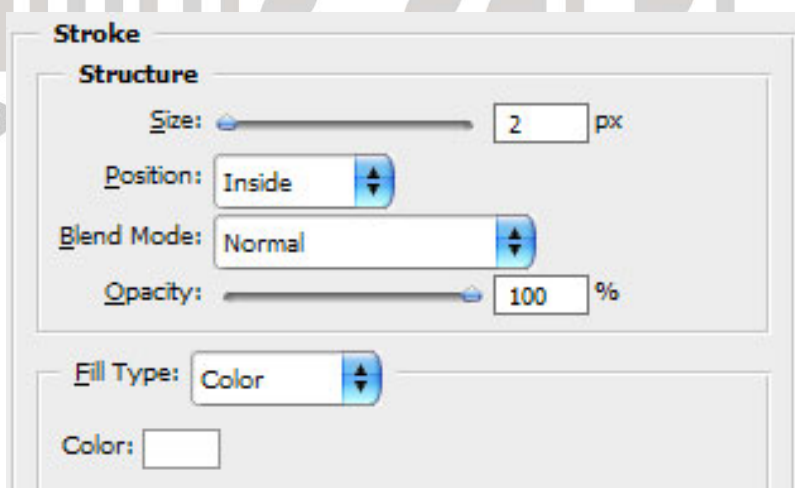 Stroke
Structure
Size: 2 px
Position: Inside
Blend Mode: Normal
Opacity: 100 %
Fill Type: Color
Color: